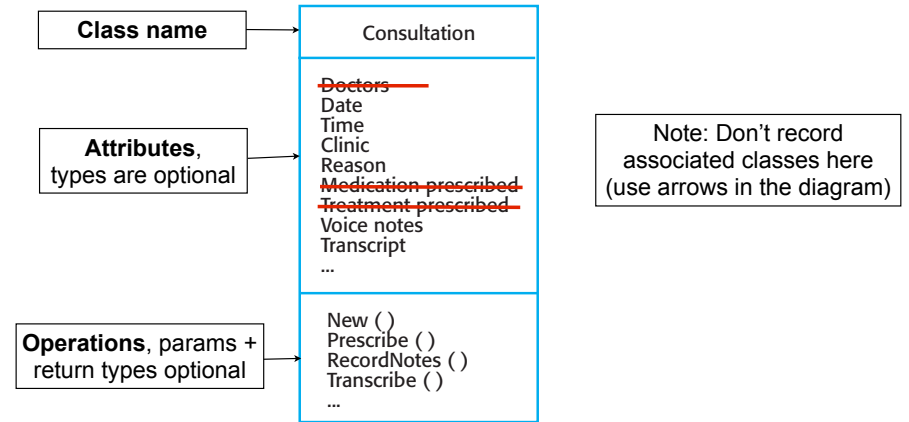 Class name
Consultation
Doctors
Date
Time
Clinic
Reason
Medication prescribed
Treatment prescribed
Voice notes
Transcript
...
Attributes,
types are optional
Note: Don't record
associated classes here
(use arrows in the diagram)
New ( )
Prescribe ( )
RecordNotes ( )
Transcribe ( )
...
Operations, params +
return types optional